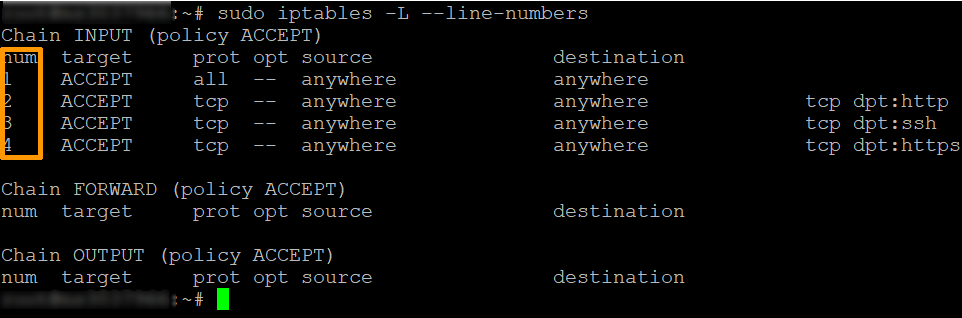 :~# sudo iptables -L --line-numbers
Chain INPUT (policy ACCEPT)
num target prot opt source destination
1 ACCEPT all -- anywhere anywhere
2 ACCEPT tcp -- anywhere anywhere tcp dpt:http
3 ACCEPT tcp -- anywhere anywhere tcp dpt:ssh
4 ACCEPT tcp -- anywhere anywhere tcp dpt:https
Chain FORWARD (policy ACCEPT)
num target prot opt source destination
Chain OUTPUT (policy ACCEPT)
num target prot opt source destination
:~#